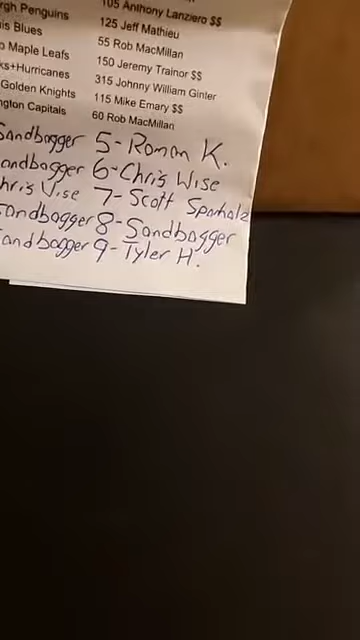 rgh Penguins 105 Anthony Lanziero $$
is Blues 125 Jeff Mathieu
o Maple Leafs 55 Rob MacMillan
ks+Hurricanes 150 Jeremy Trainor $$
Golden Knights 315 Johnny William Ginter
ngton Capitals 115 Mike Emary $$
60 Rob MacMillan
Sandbagger 5-Roman K.
andbagger 6-Chris Wise
hris Wise 7-Scott Sparholz
Sandbagger 8-Sandbagger
andbagger 9-Tyler H.